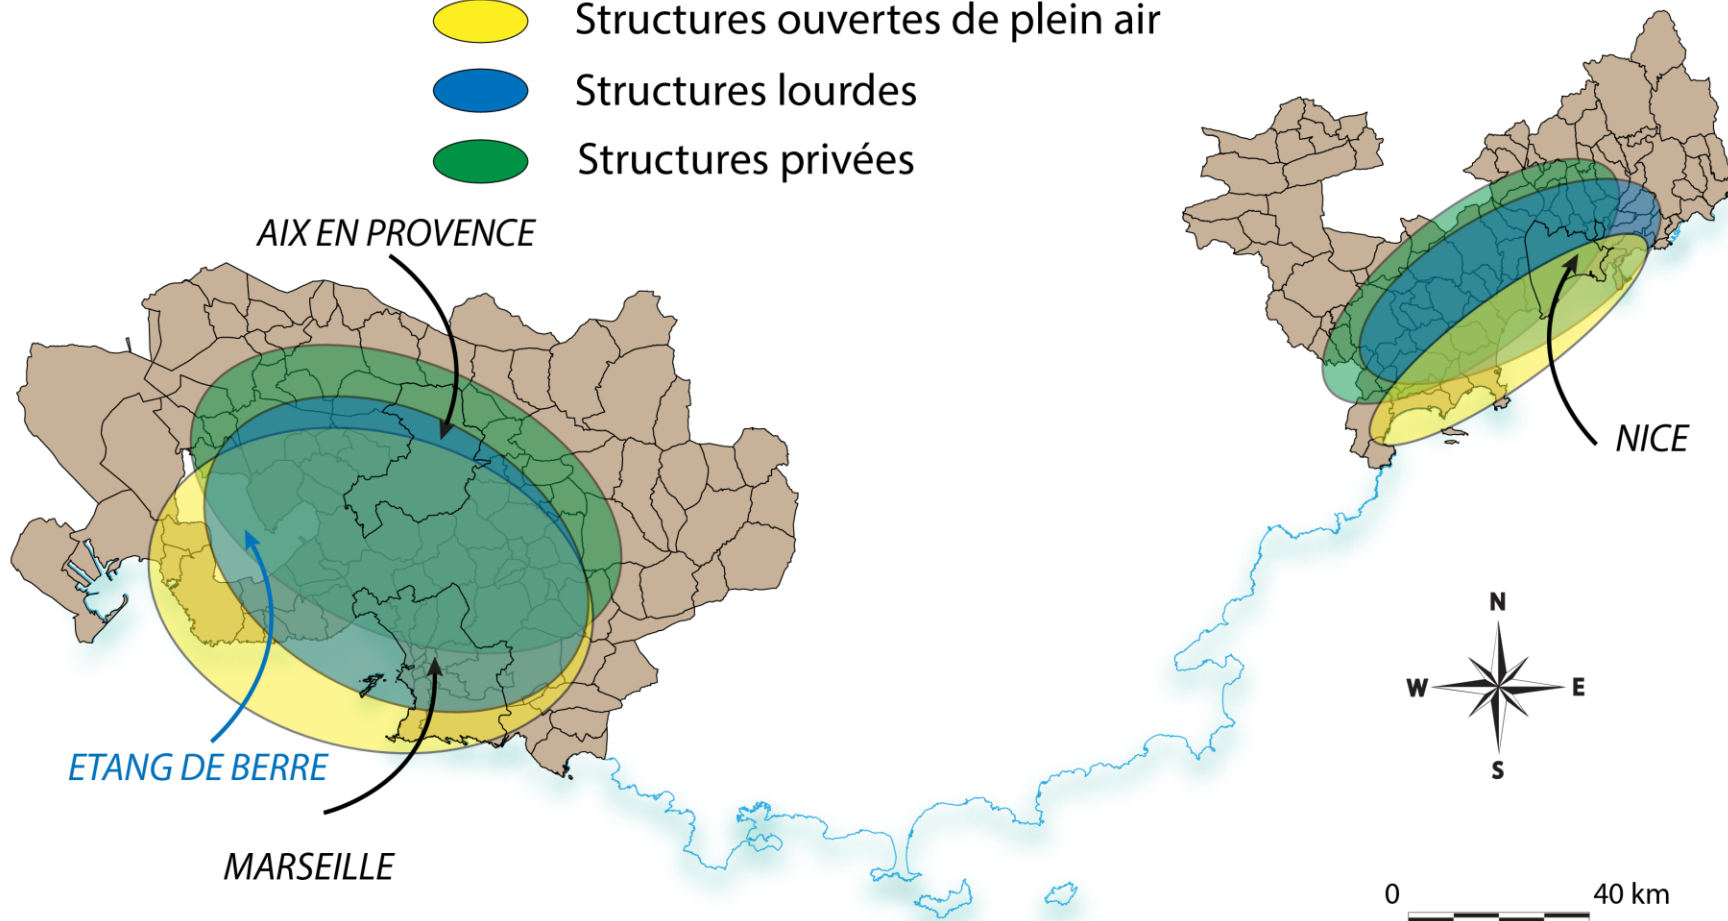 Structures ouvertes de plein air
Structures lourdes
Structures privées
AIX EN PROVENCE
NICE
N
W
E
S
ETANG DE BERRE
MARSEILLE
0
40 km